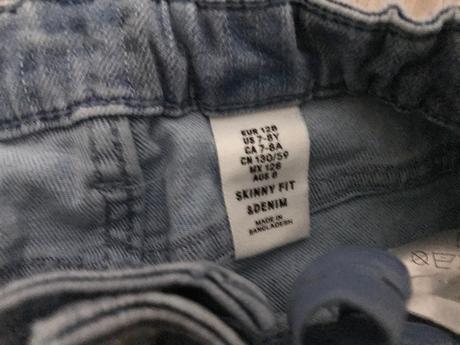 EUR 128
US 7-8Y
CA 7-8A
CN 130/59
MX 128
AUS 8
SKINNY FIT
&DENIM
MADE IN
BANGLADESH